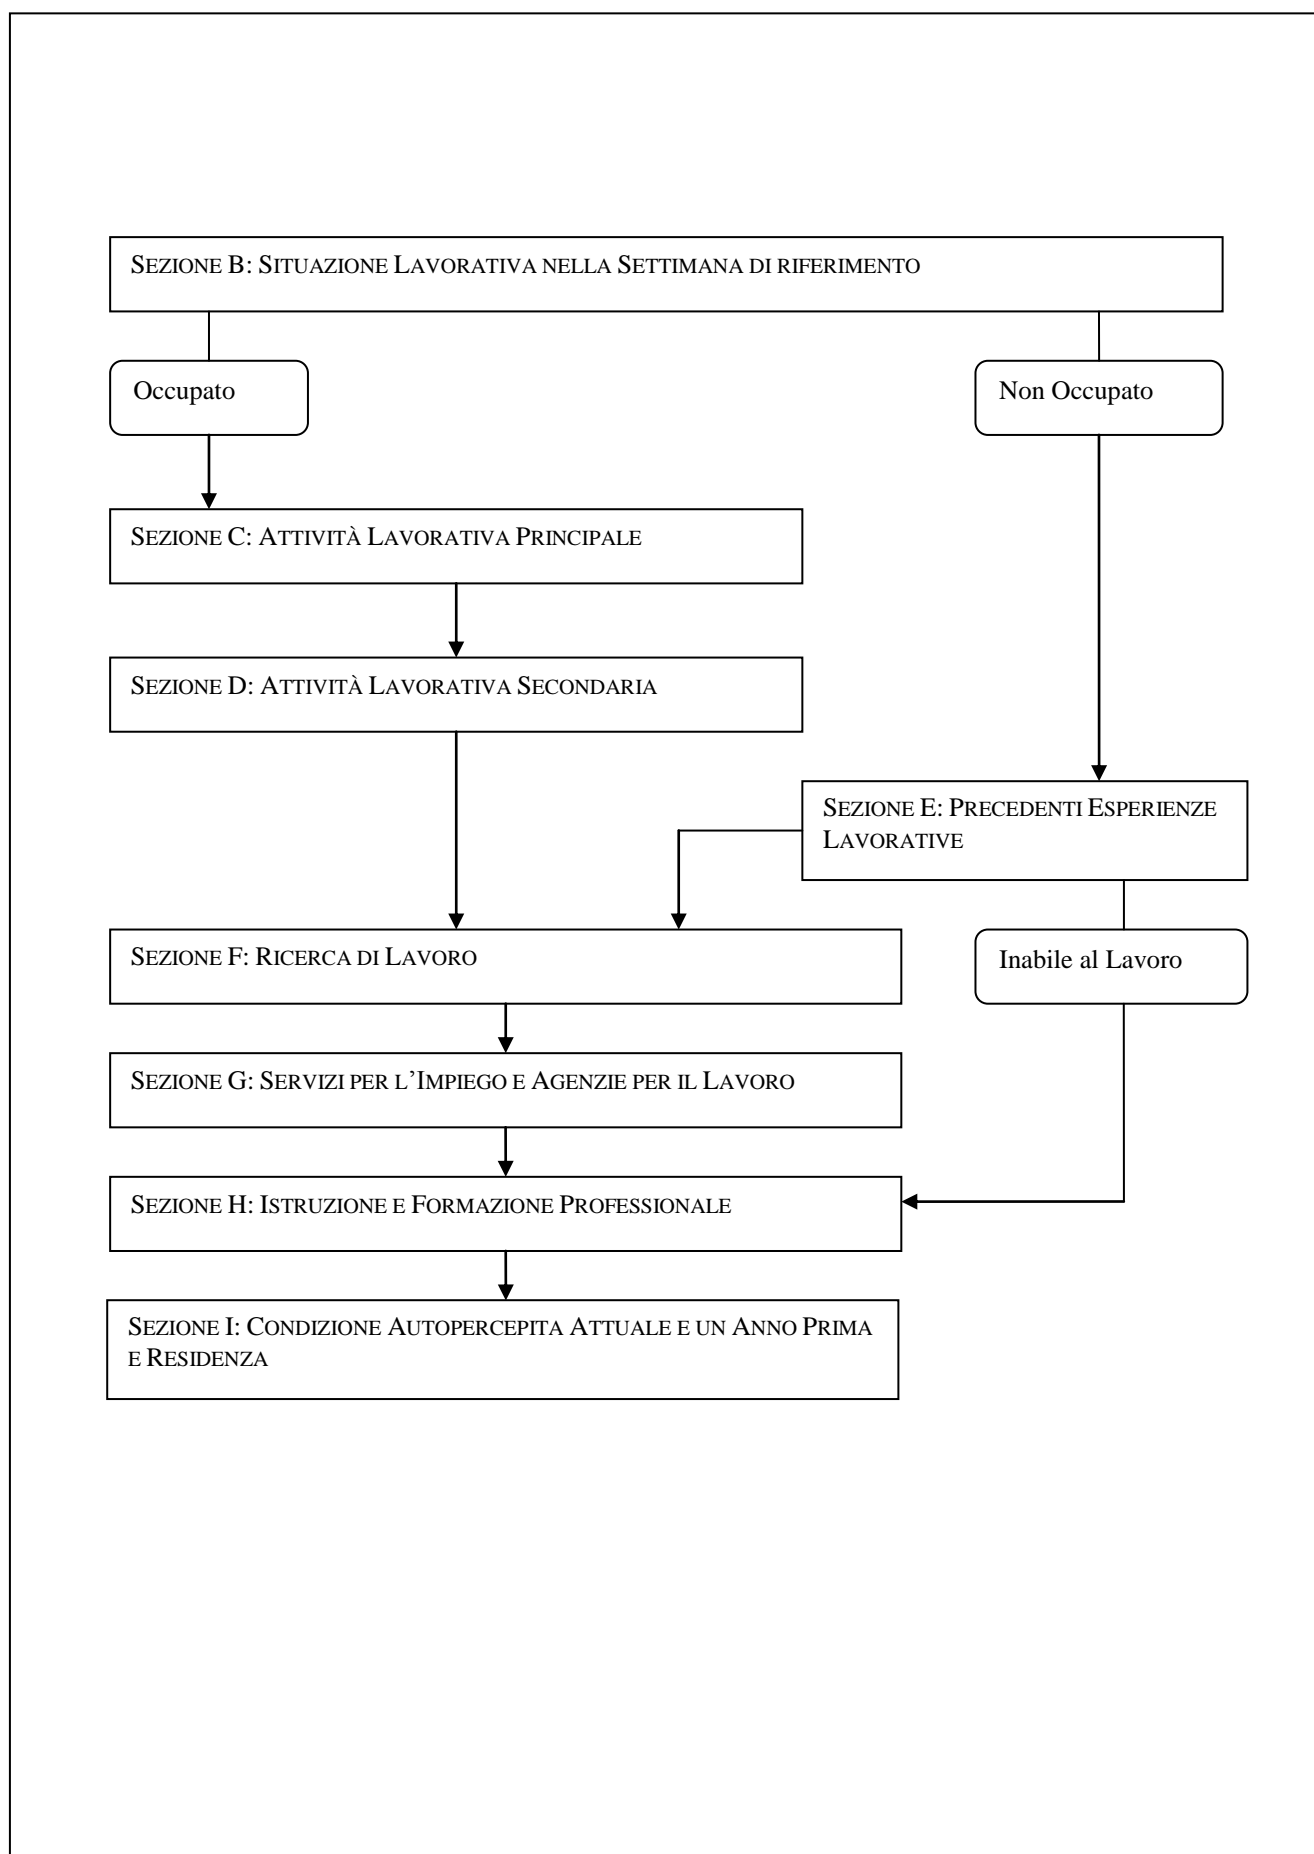 SEZIONE B: SITUAZIONE LAVORATIVA NELLA SETTIMANA DI RIFERIMENTO
Occupato
Non Occupato
SEZIONE C: ATTIVITÀ LAVORATIVA PRINCIPALE
SEZIONE D: ATTIVITÀ LAVORATIVA SECONDARIA
SEZIONE E: PRECEDENTI ESPERIENZE
LAVORATIVE
SEZIONE F: RICERCA DI LAVORO
Inabile al Lavoro
SEZIONE G: SERVIZI PER L’IMPIEGO E AGENZIE PER IL LAVORO
SEZIONE H: ISTRUZIONE E FORMAZIONE PROFESSIONALE
SEZIONE I: CONDIZIONE AUTOPERCEPITA ATTUALE E UN ANNO PRIMA
E RESIDENZA